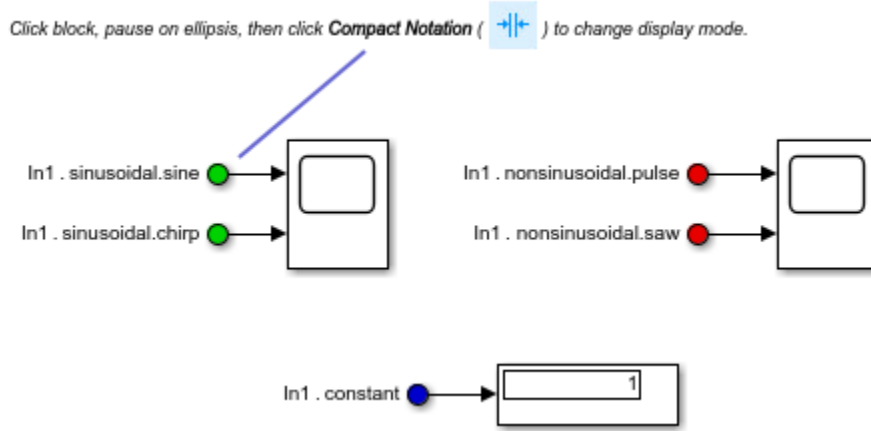 Click block, pause on ellipsis, then click Compact Notation ( ) to change display mode.
In1 . sinusoidal.sine
In1 . sinusoidal.chirp
In1 . nonsinusoidal.pulse
In1 . nonsinusoidal.saw
In1 . constant
1